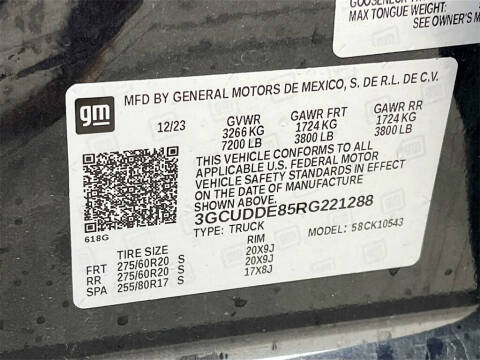 GOOSENECK
MAX TONGUE WEIGHT:
SEE OWNER'S
gm
MFD BY GENERAL MOTORS DE MEXICO, S. DE R.L. DE C.V.
12/23 GVWR GAWR FRT GAWR RR
3266 KG 1724 KG 1724 KG
7200 LB 3800 LB 3800 LB
THIS VEHICLE CONFORMS TO ALL
APPLICABLE U.S. FEDERAL MOTOR
VEHICLE SAFETY STANDARDS IN EFFECT
ON THE DATE OF MANUFACTURE
3GCUDDE85RG221288
618G TYPE: TRUCK MODEL: 58CK10543
TIRE SIZE RIM
FRT 275/60R20 S 20X9J
RR 275/60R20 S 20X9J
SPA 255/80R17 S 17X8J